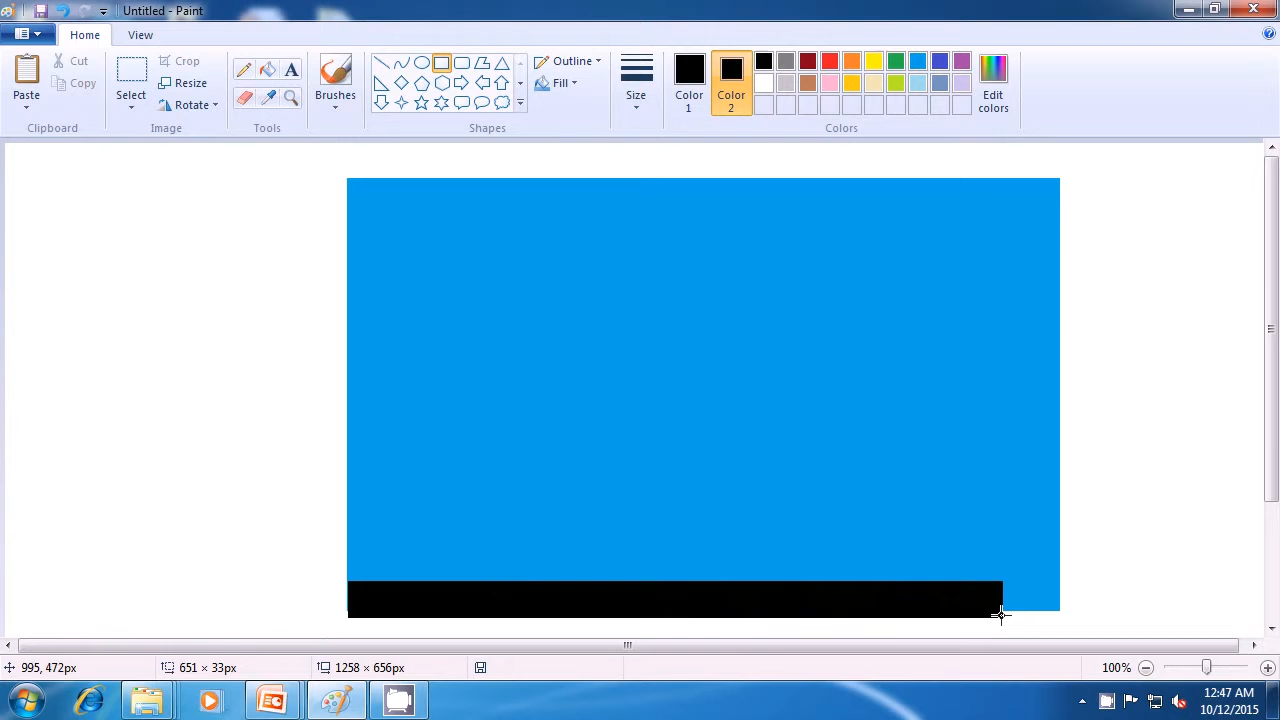 Untitled - Paint
Home
View
Paste
Cut
Copy
Clipboard
Select
Crop
Resize
Rotate
Image
A
Tools
Brushes
Shapes
Outline
Fill
Size
Color 1
Color 2
Edit colors
Colors
995, 472px
651 × 33px
1258 × 656px
100%
12:47 AM
10/12/2015